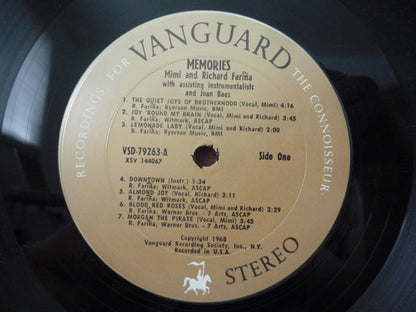 RECORDINGS FOR VANGUARD THE CONNOISSEUR
MEMORIES
Mimi and Richard Fariña
with assisting instrumentalists
and Joan Baez
1. THE QUIET JOYS OF BROTHERHOOD (Vocal, Mimi) 4:16
R. Fariña; Ryerson Music, BMI
2. JOY 'ROUND MY BRAIN (Vocal, Mimi and Richard) 3:45
R. Fariña; Witmark, ASCAP
3. LEMONADE LADY (Vocal, Mimi and Richard) 2:00
R. Fariña; Ryerson Music, BMI
VSD-79263-A
XSV 144067
Side One
4. DOWNTOWN (Instr.) 1:34
R. Fariña; Witmark, ASCAP
5. ALMOND JOY (Vocal, Richard) 2:11
R. Fariña; Witmark, ASCAP
6. BLOOD RED ROSES (Vocal, Mimi and Richard) 2:29
R. Fariña; Warner Bros. - 7 Arts, ASCAP
7. MORGAN THE PIRATE (Vocal, Mimi) 5:45
R. Fariña; Warner Bros. - 7 Arts, ASCAP
Copyright 1968
Vanguard Recording Society, Inc., N.Y.
Recorded in U.S.A.
STEREO